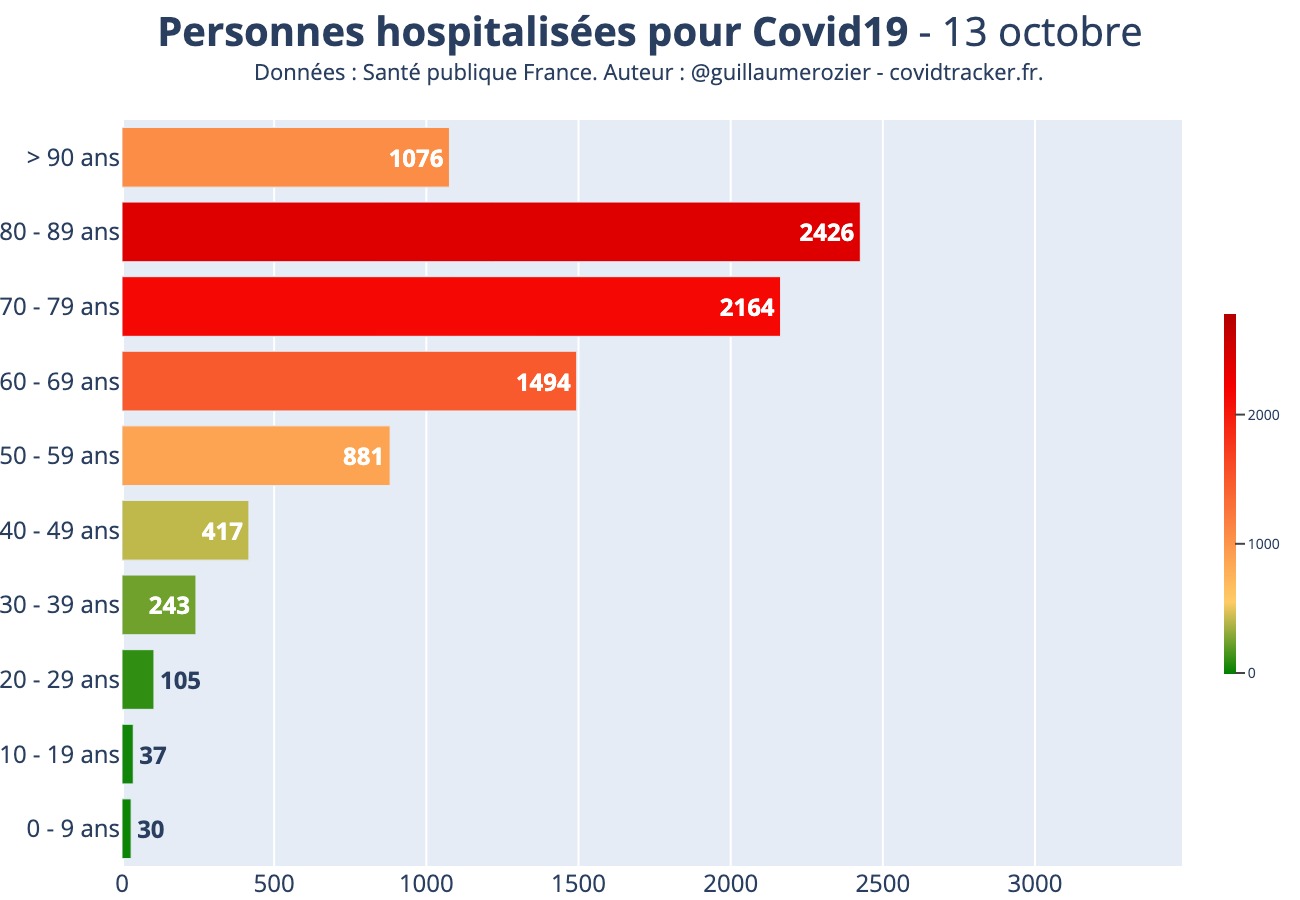 Personnes hospitalisées pour Covid19 - 13 octobre
Données : Santé publique France. Auteur : @guillaumerozier - covidtracker.fr.
> 90 ans 1076
80 - 89 ans 2426
70 - 79 ans 2164
60 - 69 ans 1494
50 - 59 ans 881
40 - 49 ans 417
30 - 39 ans 243
20 - 29 ans 105
10 - 19 ans 37
0 - 9 ans 30
0 500 1000 1500 2000 2500 3000
2000
1000
0